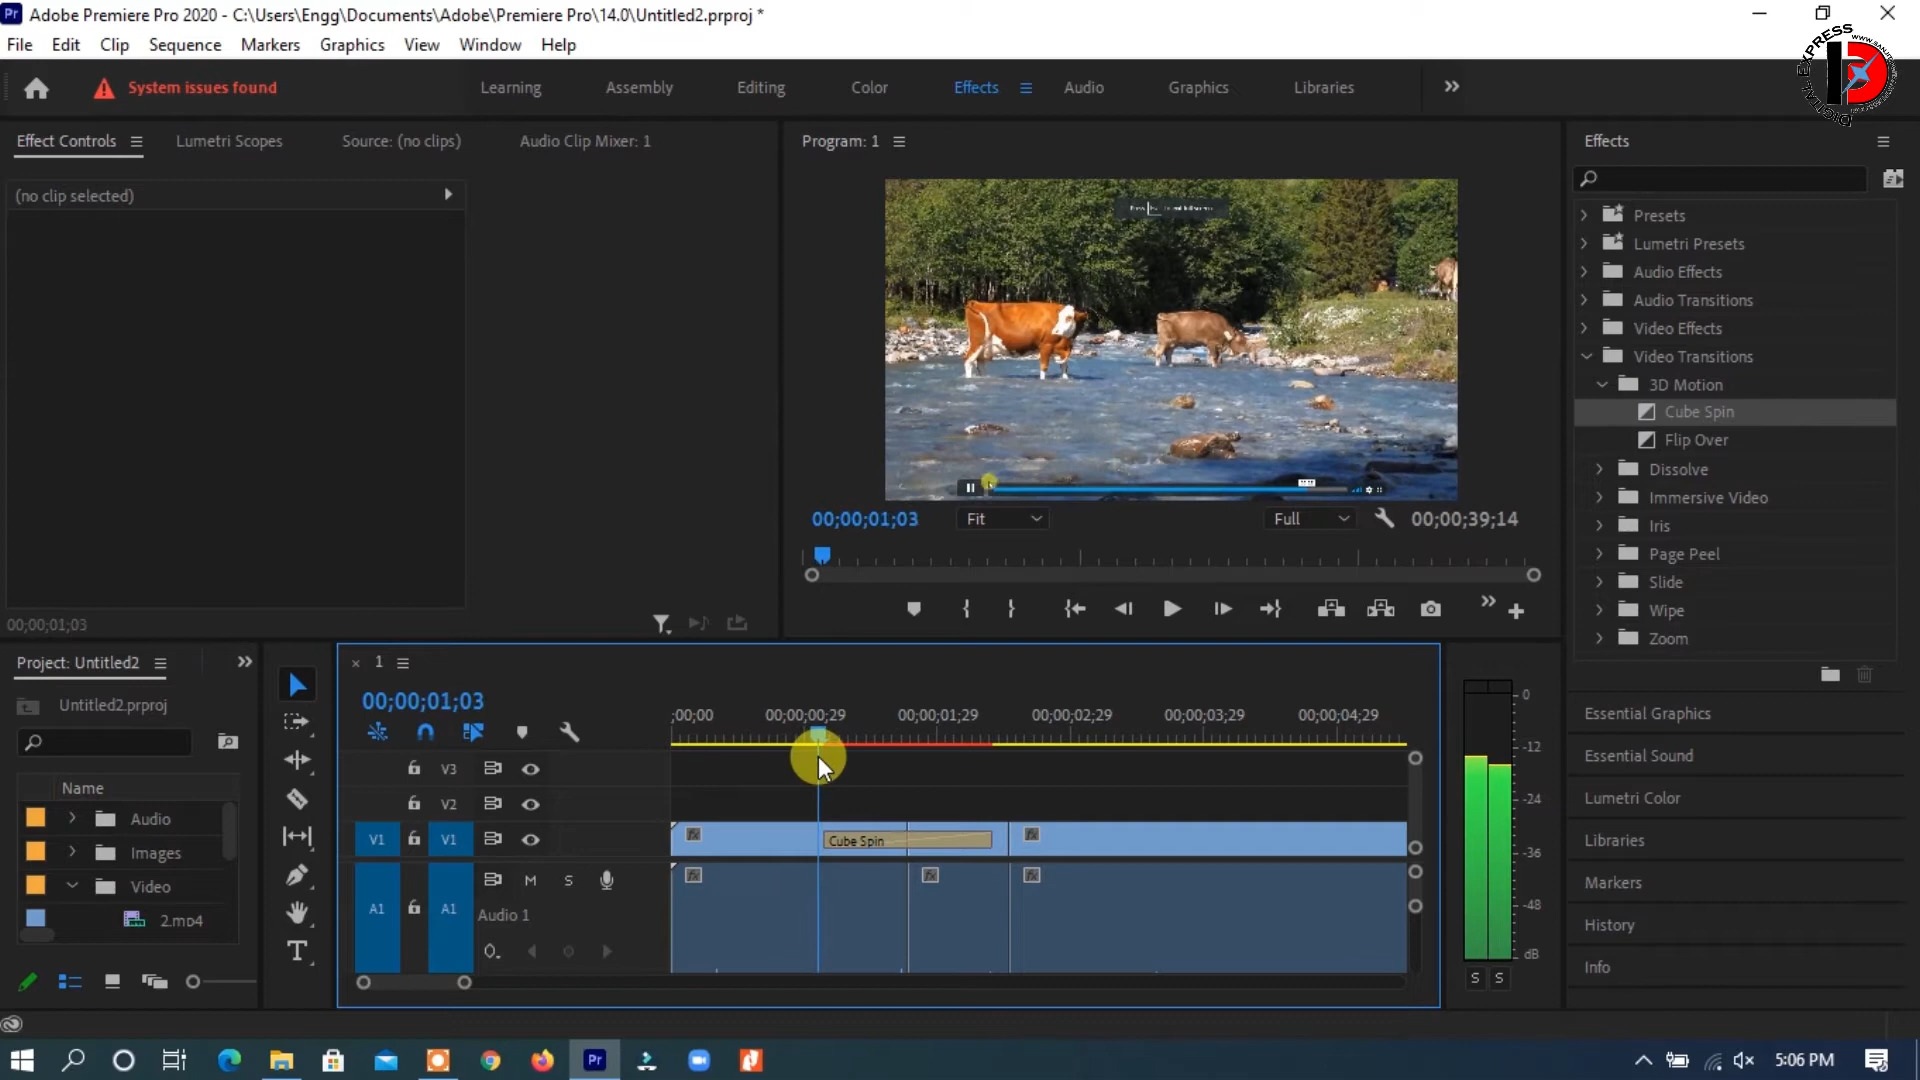 Adobe Premiere Pro 2020 - C:\Users\Engg\Documents\Adobe\Premiere Pro\14.0\Untitled2.prproj *
File Edit Clip Sequence Markers Graphics View Window Help
EXPRESS
DIGITAL
System issues found
Learning Assembly Editing Color Effects Audio Graphics Libraries
Effect Controls Lumetri Scopes Source: (no clips) Audio Clip Mixer: 1
(no clip selected)
00;00;01;03
Program: 1
00;00;01;03 Fit Full 00;00;39;14
Effects
Presets
Lumetri Presets
Audio Effects
Audio Transitions
Video Effects
Video Transitions
3D Motion
Cube Spin
Flip Over
Dissolve
Immersive Video
Iris
Page Peel
Slide
Wipe
Zoom
Essential Graphics
Essential Sound
Lumetri Color
Libraries
Markers
History
Info
Project: Untitled2
Untitled2.prproj
Name
Audio
Images
Video
2.mp4
× 1
00;00;01;03
;00;00 00;00;00;29 00;00;01;29 00;00;02;29 00;00;03;29 00;00;04;29
V3
V2
V1 V1 fx Cube Spin fx
A1 A1 M S fx fx fx
Audio 1
0
-12
-24
-36
-48
dB
S S
Pr 5:06 PM